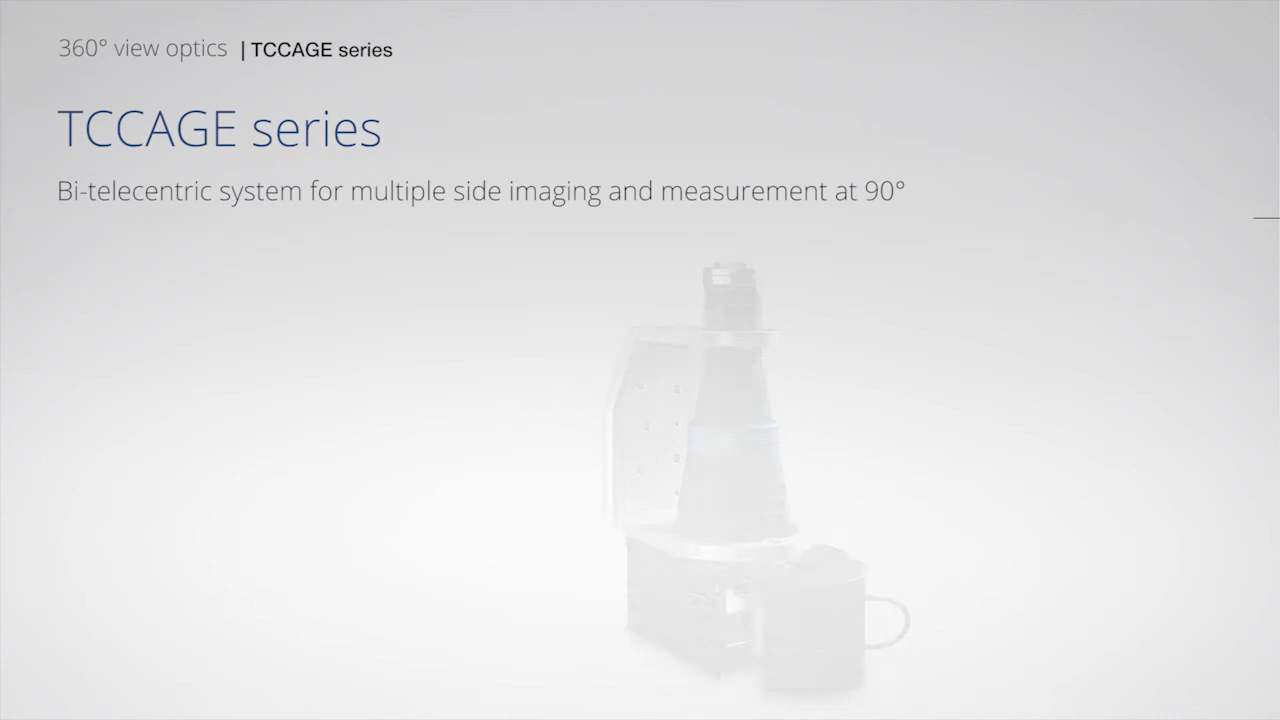 360° view optics | TCCAGE series
TCCAGE series
Bi-telecentric system for multiple side imaging and measurement at 90°